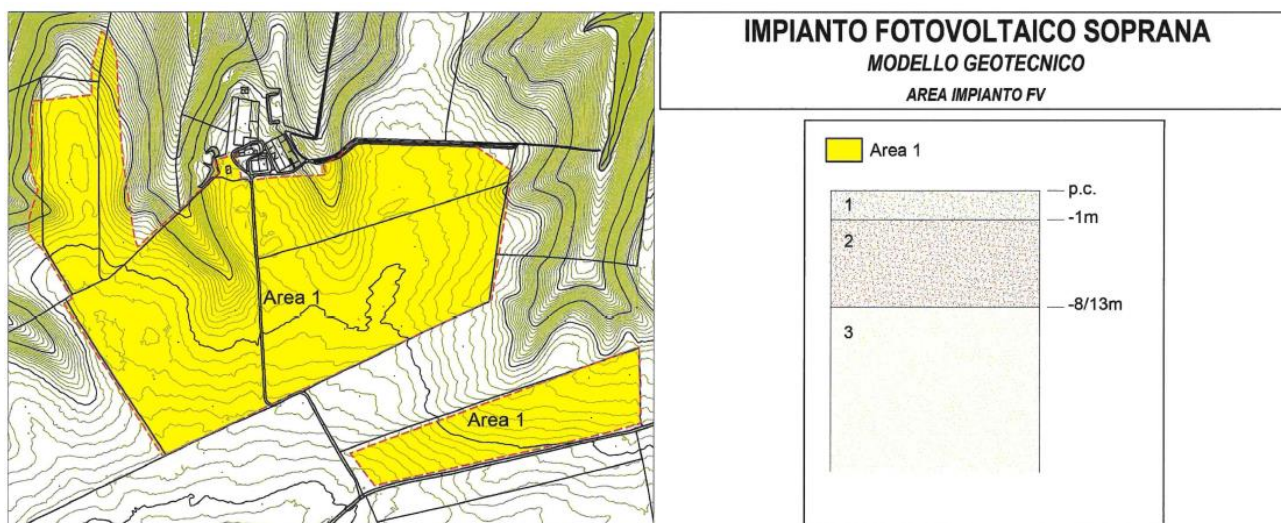 IMPIANTO FOTOVOLTAICO SOPRANA
MODELLO GEOTECNICO
AREA IMPIANTO FV
Area 1
p.c.
1
-1m
2
-8/13m
3
Area 1
Area 1